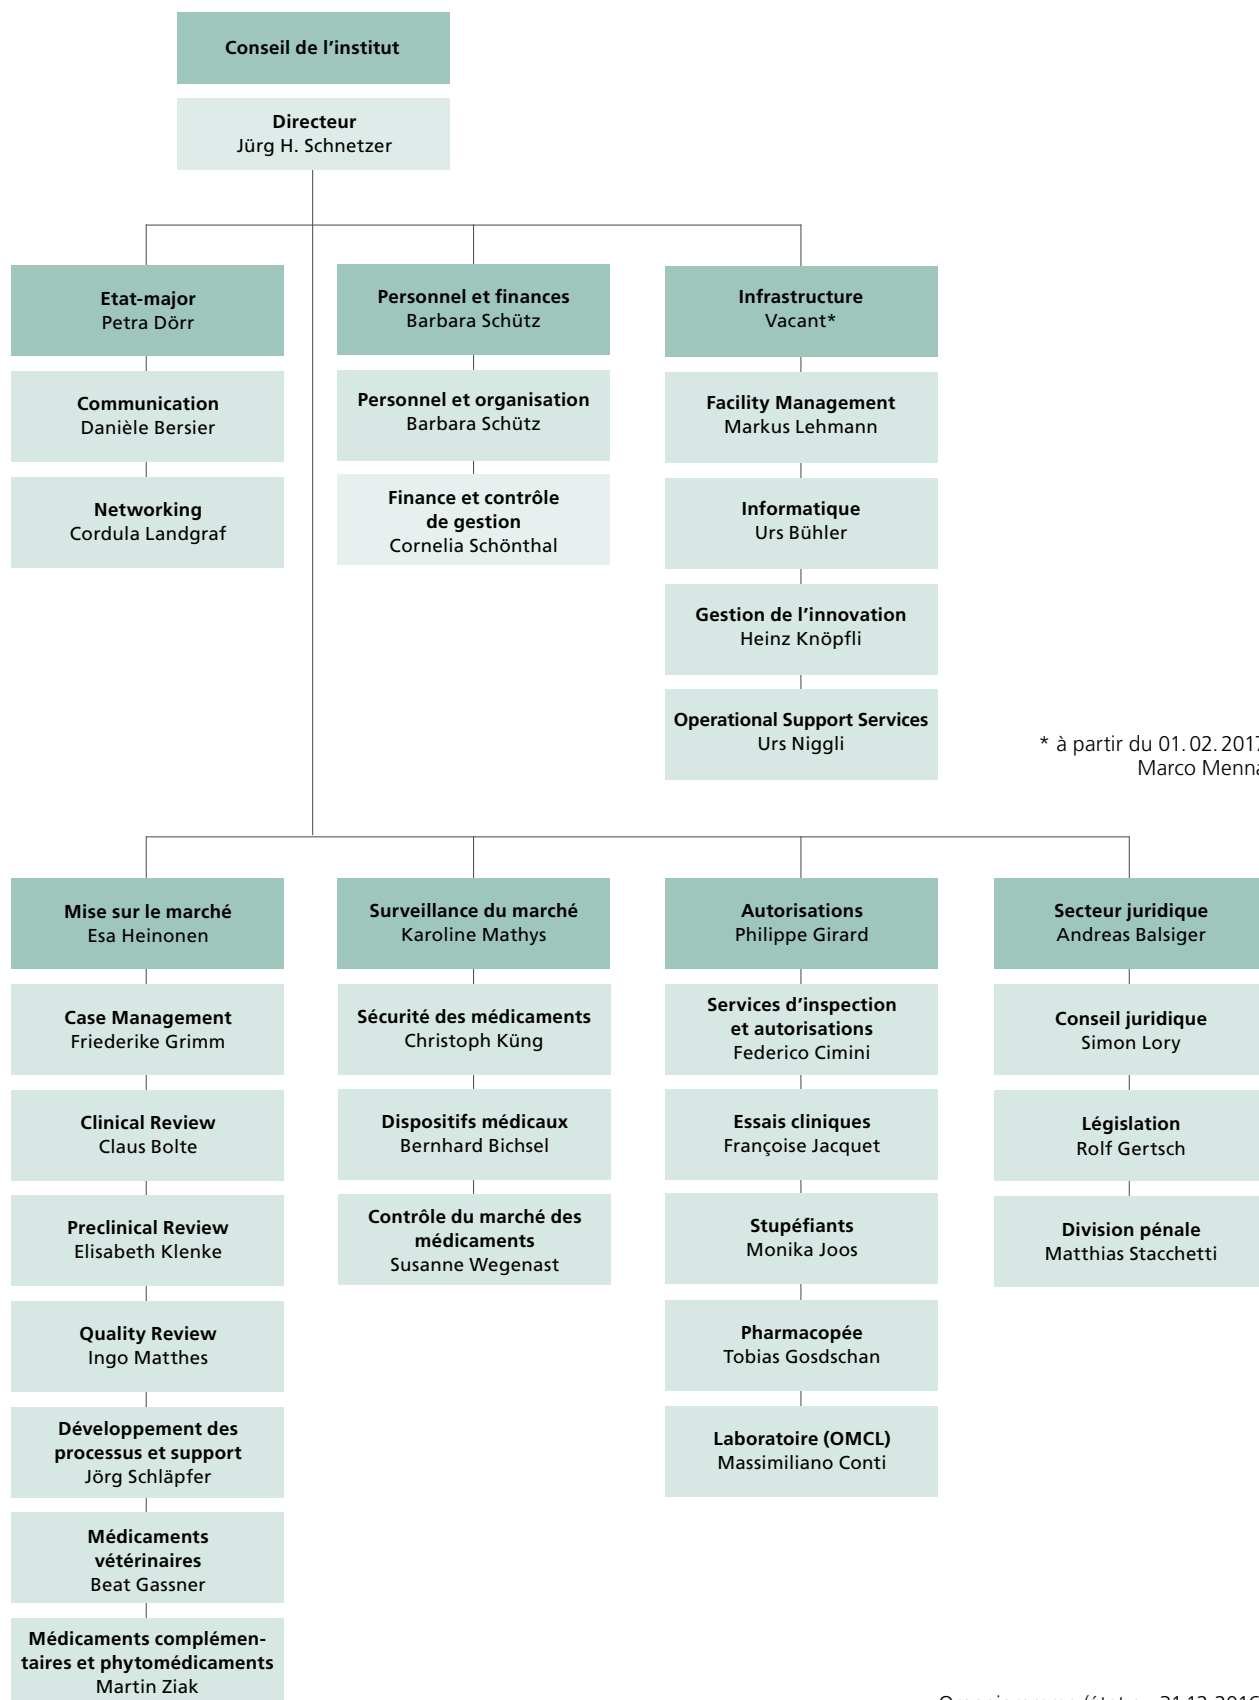 Conseil de l’institut
Directeur
Jürg H. Schnetzer
Etat-major
Petra Dörr
Communication
Danièle Bersier
Networking
Cordula Landgraf
Personnel et finances
Barbara Schütz
Personnel et organisation
Barbara Schütz
Finance et contrôle
de gestion
Cornelia Schönthal
Infrastructure
Vacant*
Facility Management
Markus Lehmann
Informatique
Urs Bühler
Gestion de l’innovation
Heinz Knöpfli
Operational Support Services
Urs Niggli
* à partir du 01.02.2017
Marco Menna
Mise sur le marché
Esa Heinonen
Case Management
Friederike Grimm
Clinical Review
Claus Bolte
Preclinical Review
Elisabeth Klenke
Quality Review
Ingo Matthes
Développement des
processus et support
Jörg Schläpfer
Médicaments
vétérinaires
Beat Gassner
Médicaments complémen-
taires et phytomédicaments
Martin Ziak
Surveillance du marché
Karoline Mathys
Sécurité des médicaments
Christoph Küng
Dispositifs médicaux
Bernhard Bichsel
Contrôle du marché des
médicaments
Susanne Wegenast
Autorisations
Philippe Girard
Services d’inspection
et autorisations
Federico Cimini
Essais cliniques
Françoise Jacquet
Stupéfiants
Monika Joos
Pharmacopée
Tobias Gosdschan
Laboratoire (OMCL)
Massimiliano Conti
Secteur juridique
Andreas Balsiger
Conseil juridique
Simon Lory
Législation
Rolf Gertsch
Division pénale
Matthias Stacchetti